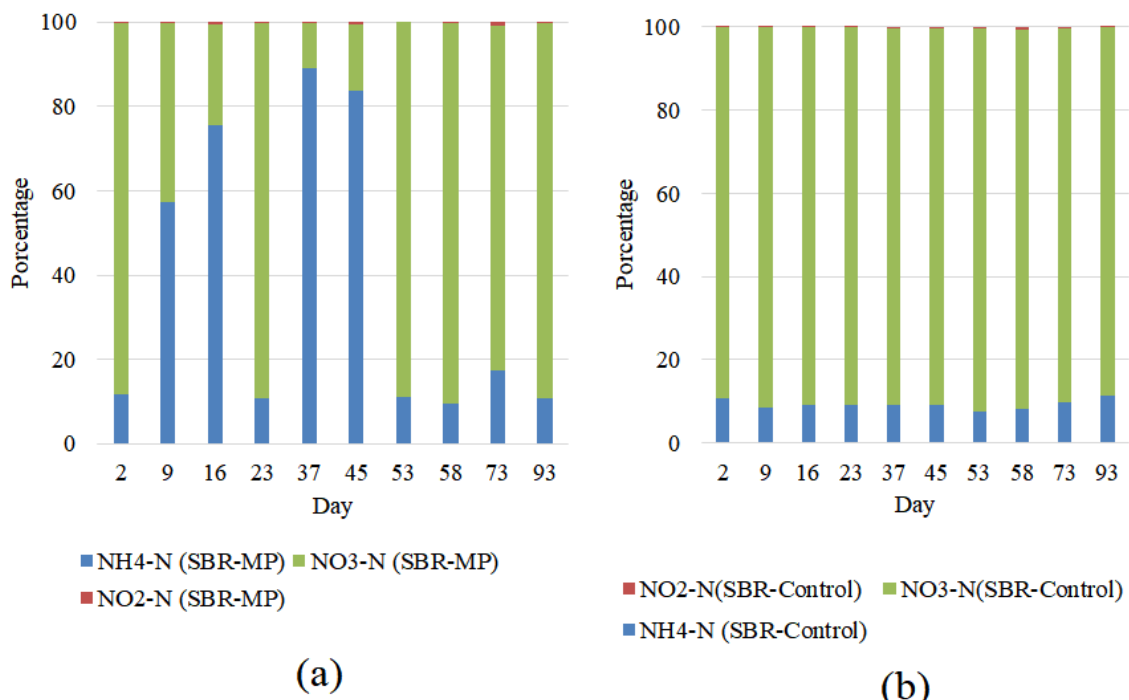 100
80
60
40
20
0
Porcentage
2 9 16 23 37 45 53 58 73 93
Day
NH4-N (SBR-MP) NO3-N (SBR-MP)
NO2-N (SBR-MP)
(a)
100
80
60
40
20
0
Porcentage
2 9 16 23 37 45 53 58 73 93
Day
NO2-N(SBR-Control) NO3-N(SBR-Control)
NH4-N (SBR-Control)
(b)